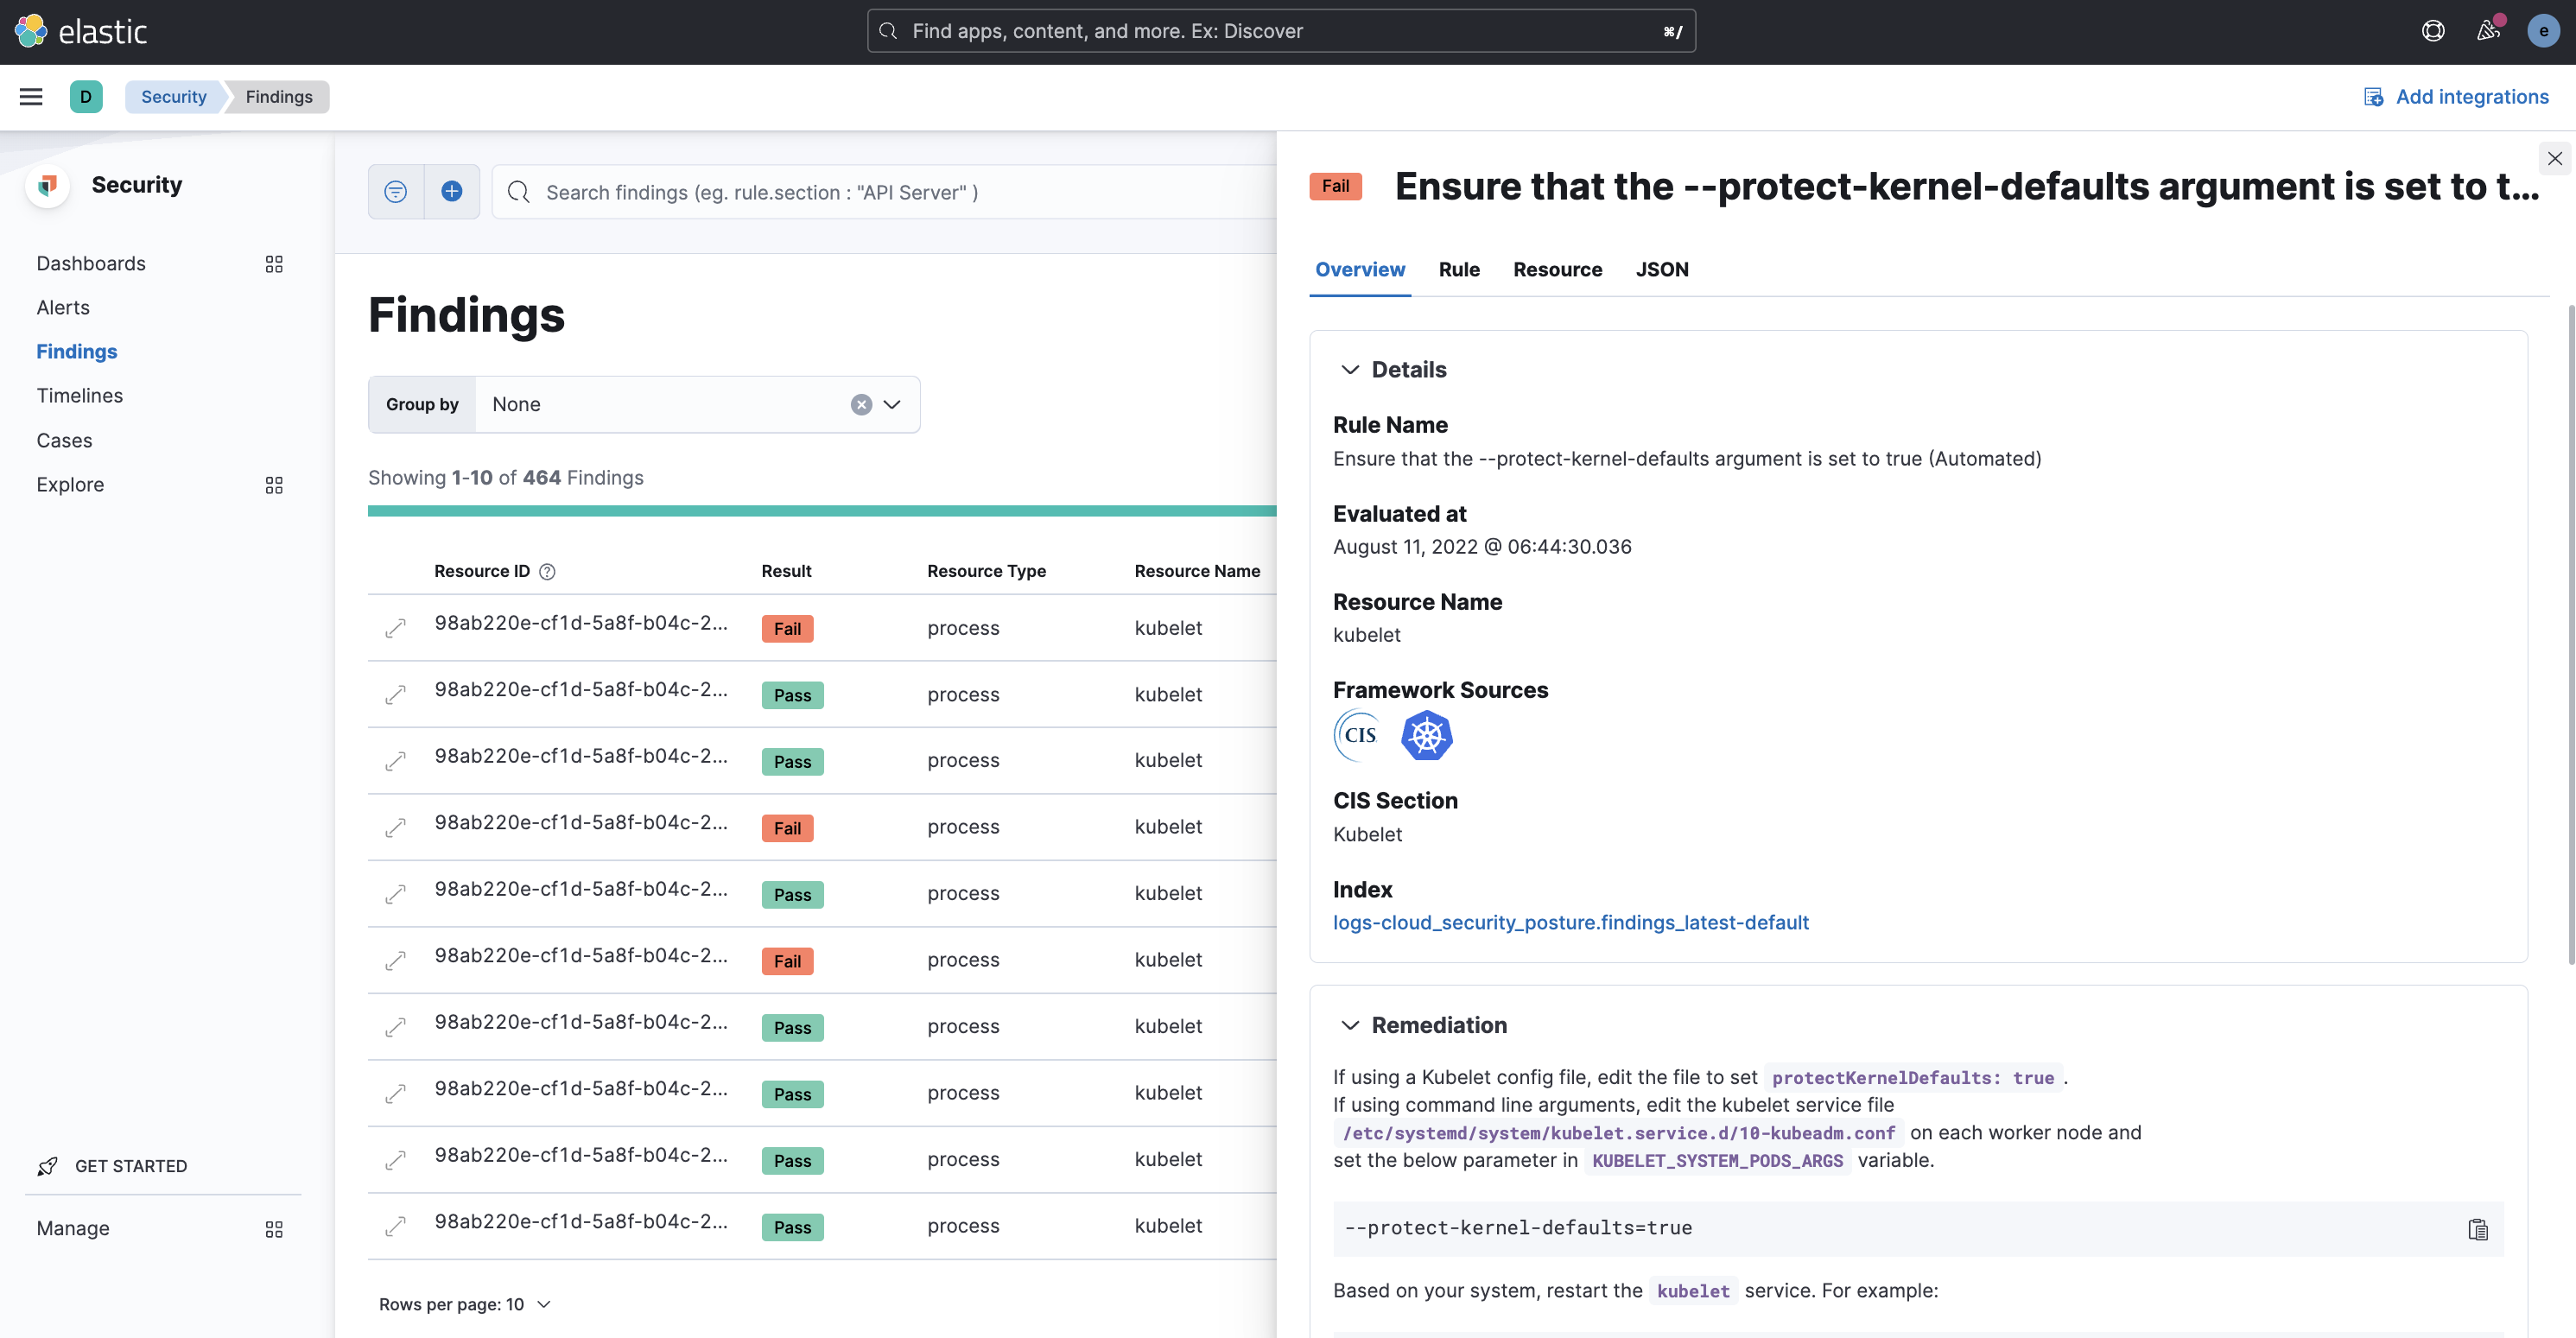 elastic
Find apps, content, and more. Ex: Discover
⌘/
e
D
Security
Findings
Add integrations
Security
Dashboards
Alerts
Findings
Timelines
Cases
Explore
GET STARTED
Manage
Search findings (eg. rule.section : "API Server" )
Findings
Group by
None
Showing 1-10 of 464 Findings
Resource ID Result Resource Type Resource Name
98ab220e-cf1d-5a8f-b04c-2... Fail process kubelet
98ab220e-cf1d-5a8f-b04c-2... Pass process kubelet
98ab220e-cf1d-5a8f-b04c-2... Pass process kubelet
98ab220e-cf1d-5a8f-b04c-2... Fail process kubelet
98ab220e-cf1d-5a8f-b04c-2... Pass process kubelet
98ab220e-cf1d-5a8f-b04c-2... Fail process kubelet
98ab220e-cf1d-5a8f-b04c-2... Pass process kubelet
98ab220e-cf1d-5a8f-b04c-2... Pass process kubelet
98ab220e-cf1d-5a8f-b04c-2... Pass process kubelet
98ab220e-cf1d-5a8f-b04c-2... Pass process kubelet
Rows per page: 10
Fail Ensure that the --protect-kernel-defaults argument is set to t...
Overview Rule Resource JSON
Details
Rule Name
Ensure that the --protect-kernel-defaults argument is set to true (Automated)
Evaluated at
August 11, 2022 @ 06:44:30.036
Resource Name
kubelet
Framework Sources
CIS
CIS Section
Kubelet
Index
logs-cloud_security_posture.findings_latest-default
Remediation
If using a Kubelet config file, edit the file to set protectKernelDefaults: true .
If using command line arguments, edit the kubelet service file
/etc/systemd/system/kubelet.service.d/10-kubeadm.conf on each worker node and
set the below parameter in KUBELET_SYSTEM_PODS_ARGS variable.
--protect-kernel-defaults=true
Based on your system, restart the kubelet service. For example: